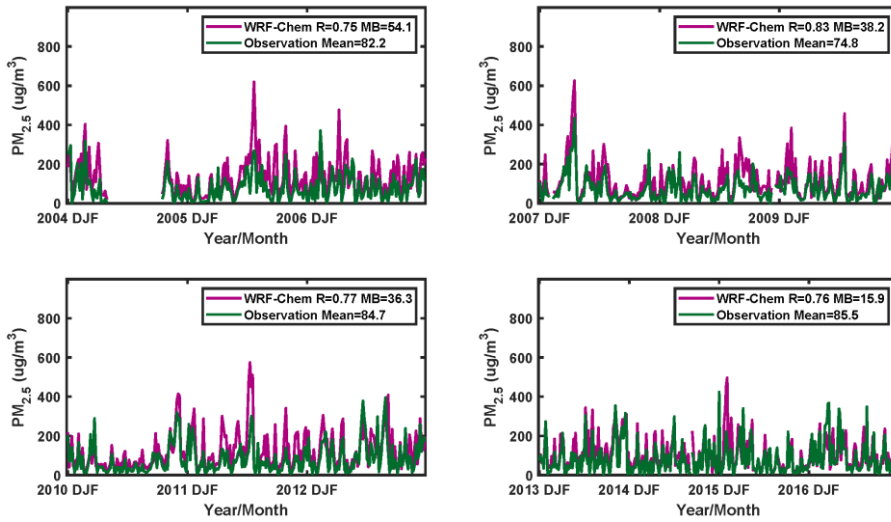 WRF-Chem R=0.75 MB=54.1
Observation Mean=82.2
PM2.5 (ug/m3)
800
600
400
200
0
2004 DJF 2005 DJF 2006 DJF
Year/Month
WRF-Chem R=0.83 MB=38.2
Observation Mean=74.8
PM2.5 (ug/m3)
800
600
400
200
0
2007 DJF 2008 DJF 2009 DJF
Year/Month
WRF-Chem R=0.77 MB=36.3
Observation Mean=84.7
PM2.5 (ug/m3)
800
600
400
200
0
2010 DJF 2011 DJF 2012 DJF
Year/Month
WRF-Chem R=0.76 MB=15.9
Observation Mean=85.5
PM2.5 (ug/m3)
800
600
400
200
0
2013 DJF 2014 DJF 2015 DJF 2016 DJF
Year/Month